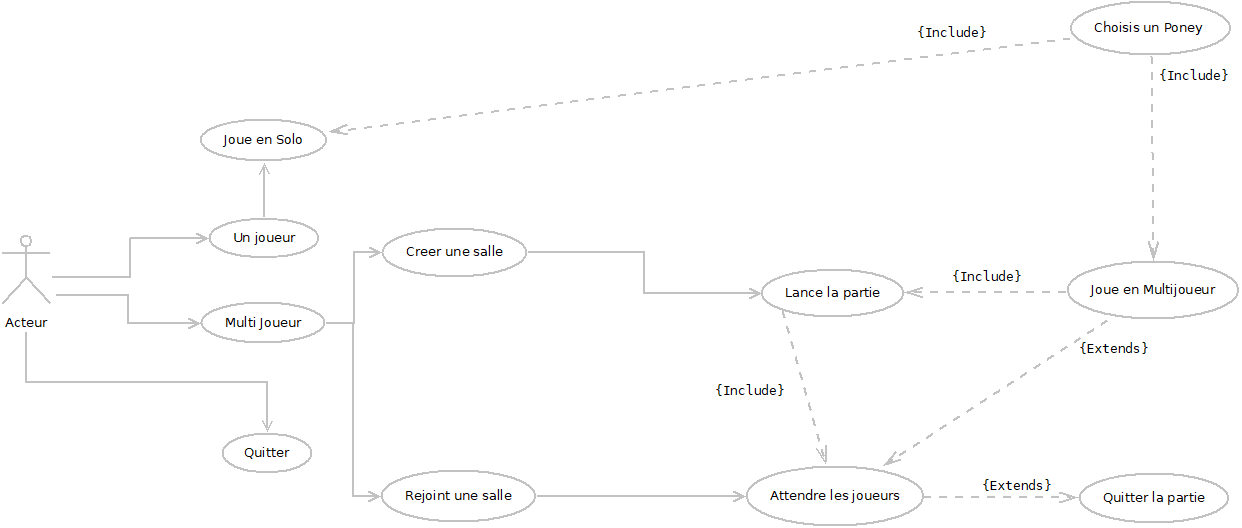 Choisis un Poney
{Include}
{Include}
Joue en Solo
Un joueur
Creer une salle
{Include}
Lance la partie
Joue en Multijoueur
Acteur
Multi Joueur
{Extends}
{Include}
Quitter
{Extends}
Rejoint une salle
Attendre les joueurs
Quitter la partie